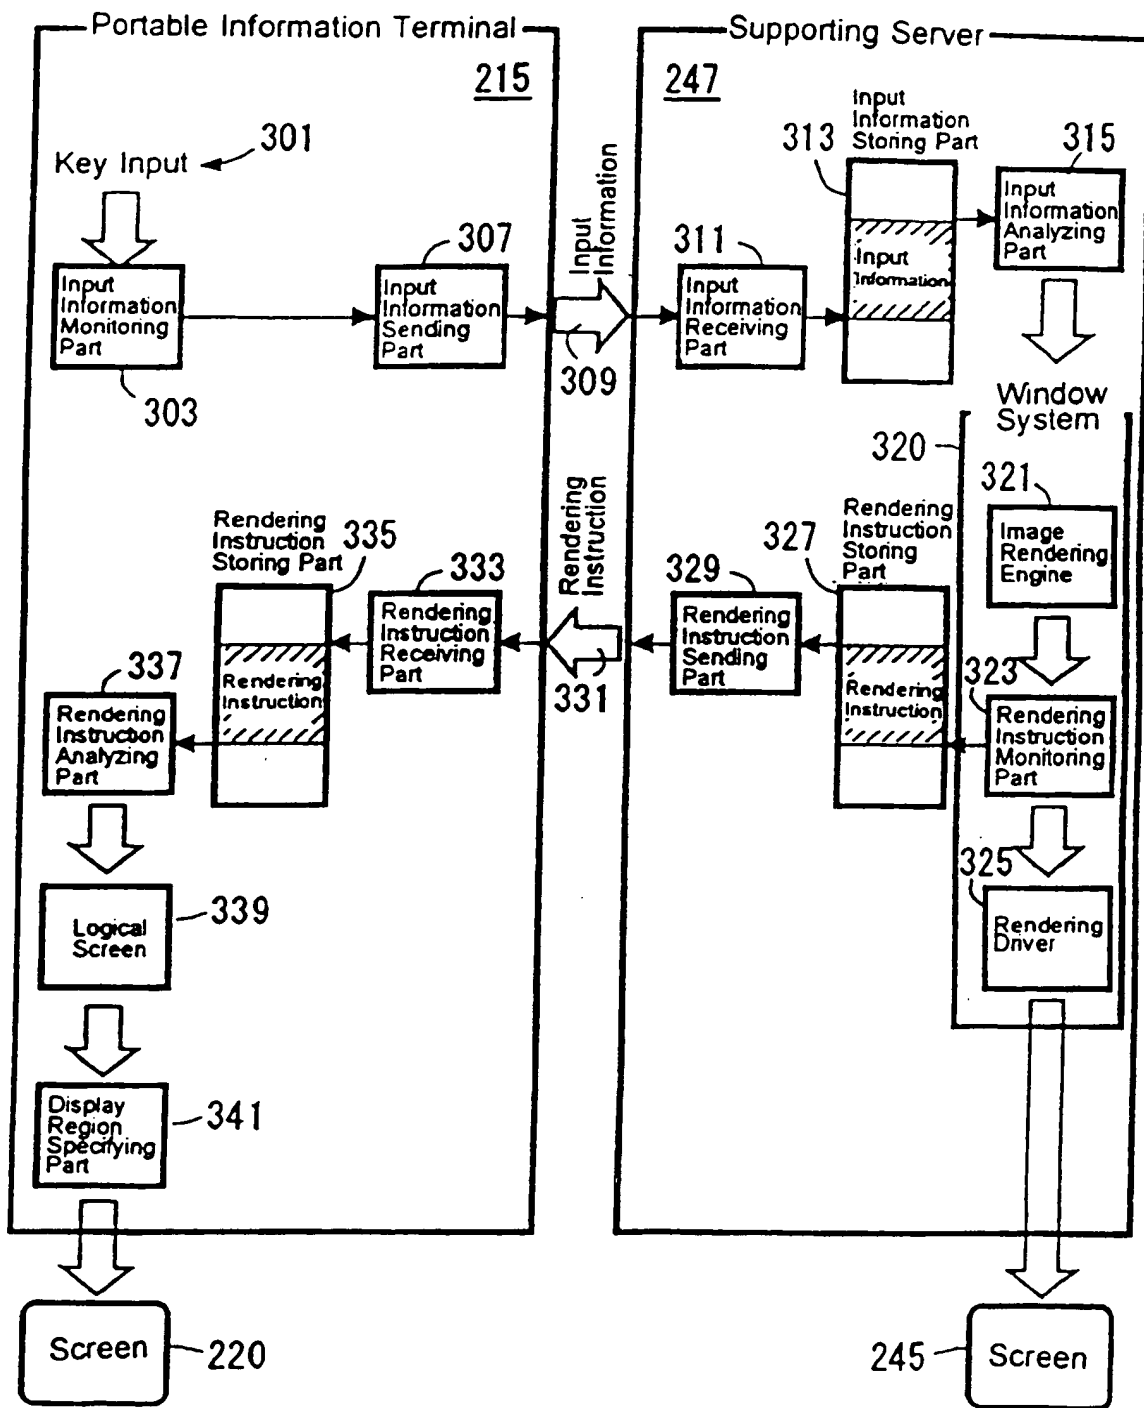 Portable Information Terminal
215
Key Input
301
Input
Information
Monitoring
Part
303
307
Input
Information
Sending
Part
Input
Information
309
Supporting Server
247
311
Input
Information
Receiving
Part
Input
Information
Storing Part
313
Input
Information
315
Input
Information
Analyzing
Part
Window
System
320
321
Image
Rendering
Engine
323
Rendering
Instruction
Monitoring
Part
325
Rendering
Driver
Rendering
Instruction
Storing
Part
327
Rendering
Instruction
329
Rendering
Instruction
Sending
Part
Rendering
Instruction
331
333
Rendering
Instruction
Receiving
Part
Rendering
Instruction
Storing Part
335
Rendering
Instruction
337
Rendering
Instruction
Analyzing
Part
339
Logical
Screen
341
Display
Region
Specifying
Part
Screen
220
245
Screen